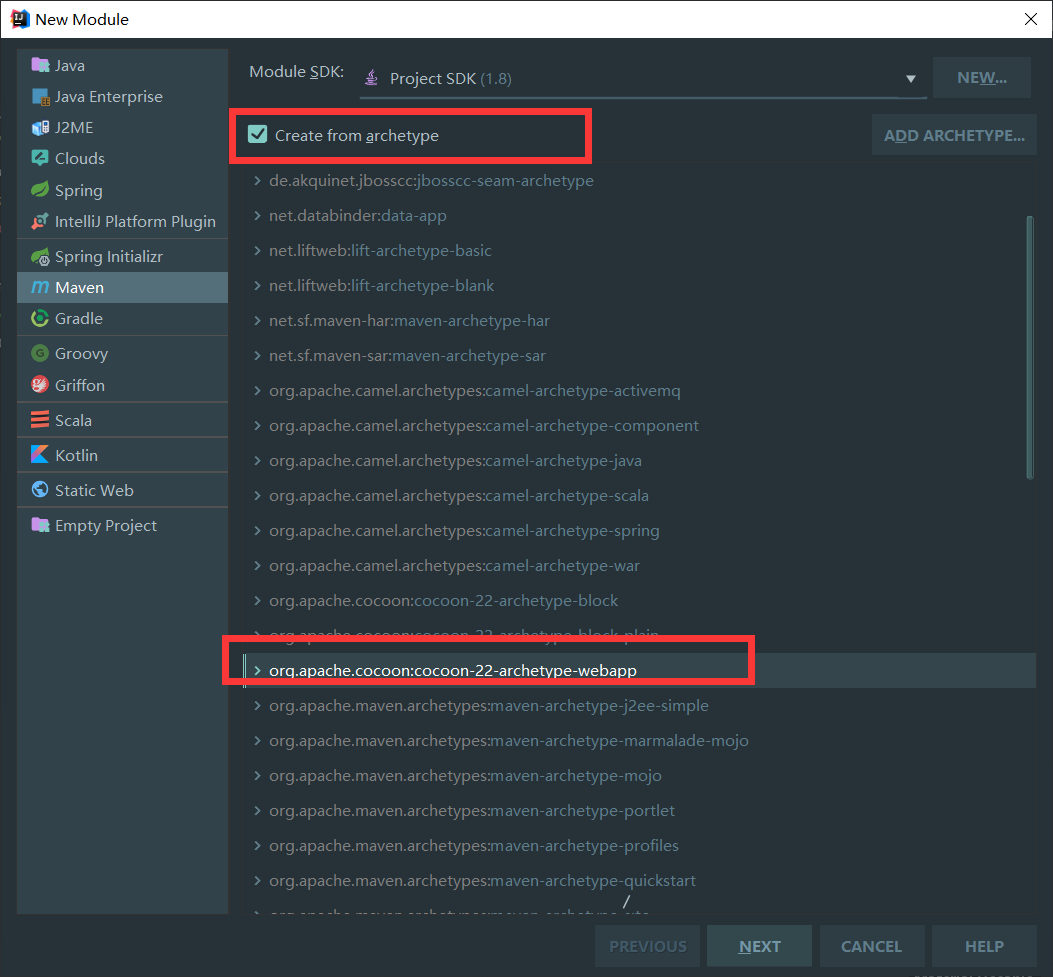 New Module
Java
Java Enterprise
J2ME
Clouds
Spring
IntelliJ Platform Plugin
Spring Initializr
Maven
Gradle
Groovy
Griffon
Scala
Kotlin
Static Web
Empty Project
Module SDK:
Project SDK (1.8)
NEW...
Create from archetype
ADD ARCHETYPE...
de.akquinet.jbosscc:jbosscc-seam-archetype
net.databinder:data-app
net.liftweb:lift-archetype-basic
net.liftweb:lift-archetype-blank
net.sf.maven-har:maven-archetype-har
net.sf.maven-sar:maven-archetype-sar
org.apache.camel.archetypes:camel-archetype-activemq
org.apache.camel.archetypes:camel-archetype-component
org.apache.camel.archetypes:camel-archetype-java
org.apache.camel.archetypes:camel-archetype-scala
org.apache.camel.archetypes:camel-archetype-spring
org.apache.camel.archetypes:camel-archetype-war
org.apache.cocoon:cocoon-22-archetype-block
org.apache.cocoon:cocoon-22-archetype-block-plain
org.apache.cocoon:cocoon-22-archetype-webapp
org.apache.maven.archetypes:maven-archetype-j2ee-simple
org.apache.maven.archetypes:maven-archetype-marmalade-mojo
org.apache.maven.archetypes:maven-archetype-mojo
org.apache.maven.archetypes:maven-archetype-portlet
org.apache.maven.archetypes:maven-archetype-profiles
org.apache.maven.archetypes:maven-archetype-quickstart
PREVIOUS
NEXT
CANCEL
HELP